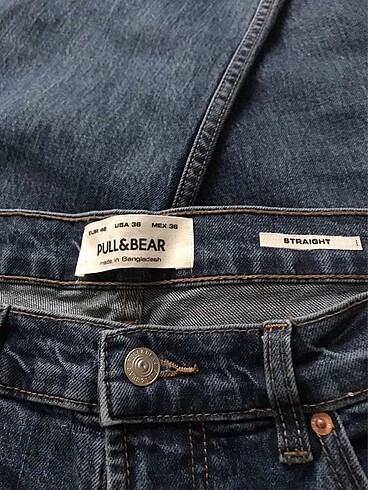 EUR 46 USA 36 MEX 36
PULL&BEAR
made in Bangladesh
STRAIGHT